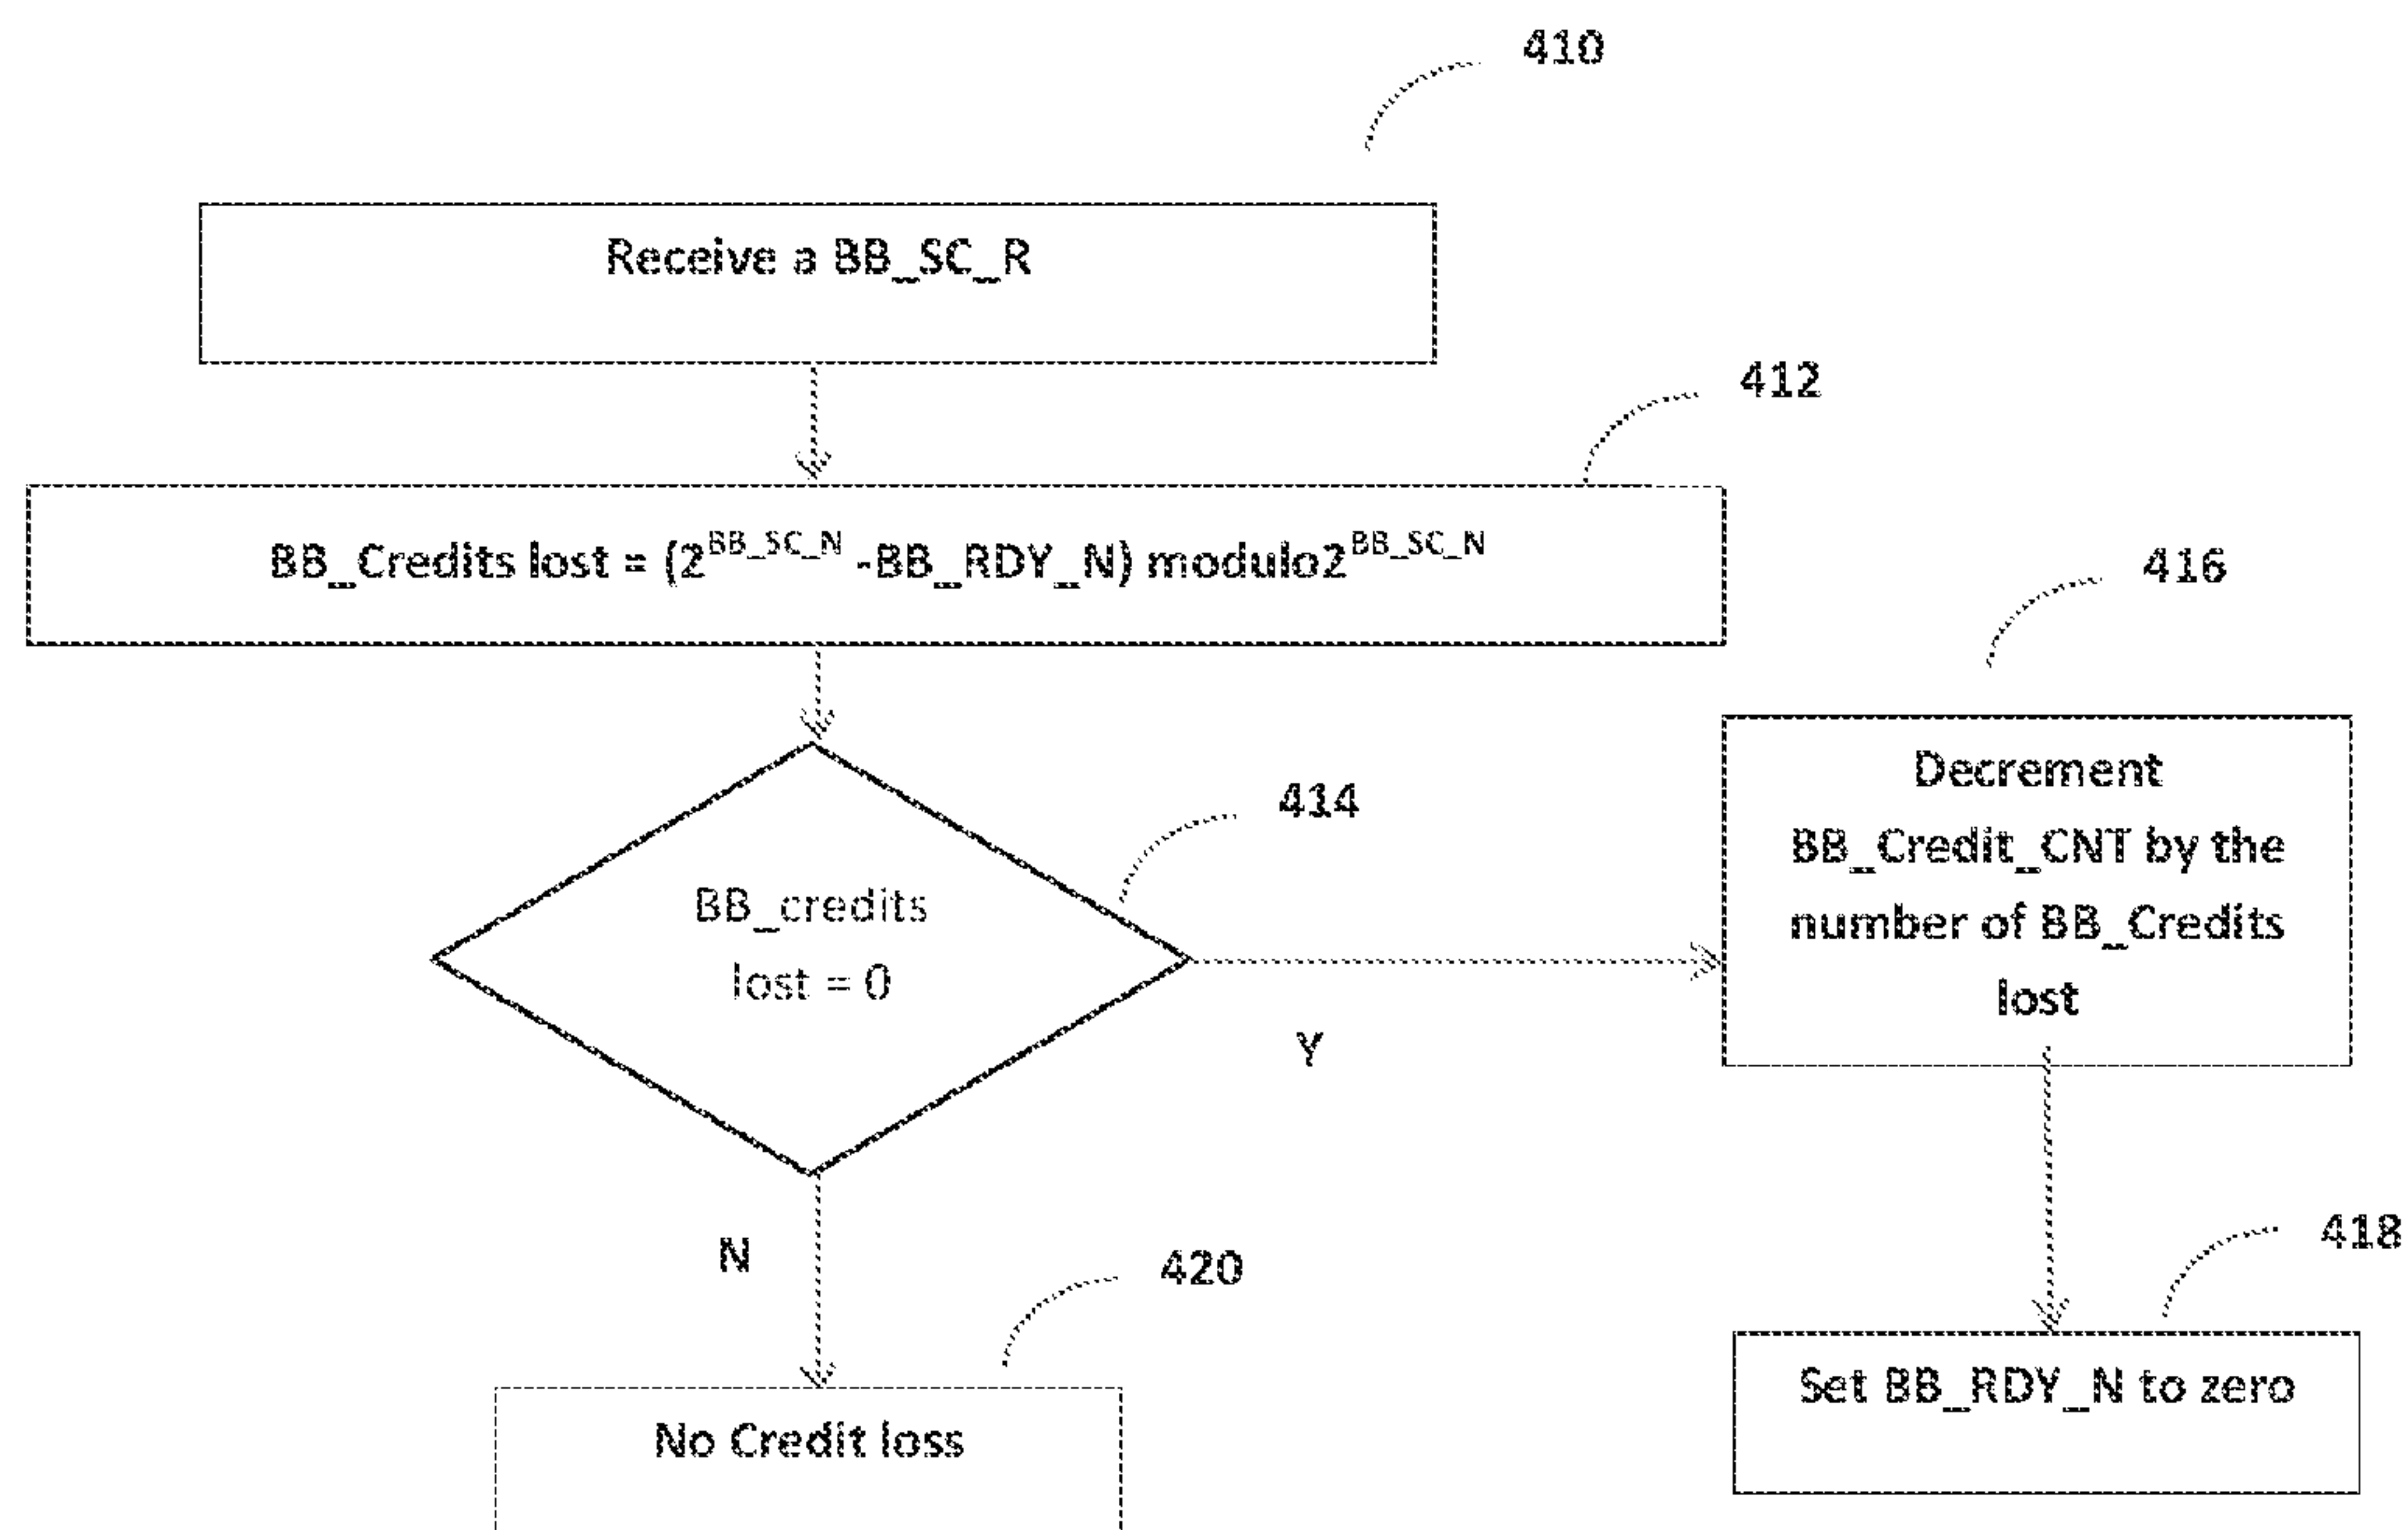 410
Receive a BB_SC_R
412
BB_Credits lost = (2^BB_SC_N -BB_RDY_N) modulo2^BB_SC_N
416
Decrement
BB_Credit_CNT by the
number of BB_Credits
lost
414
BB_credits
lost = 0
Y
N
418
Set BB_RDY_N to zero
420
No Credit loss